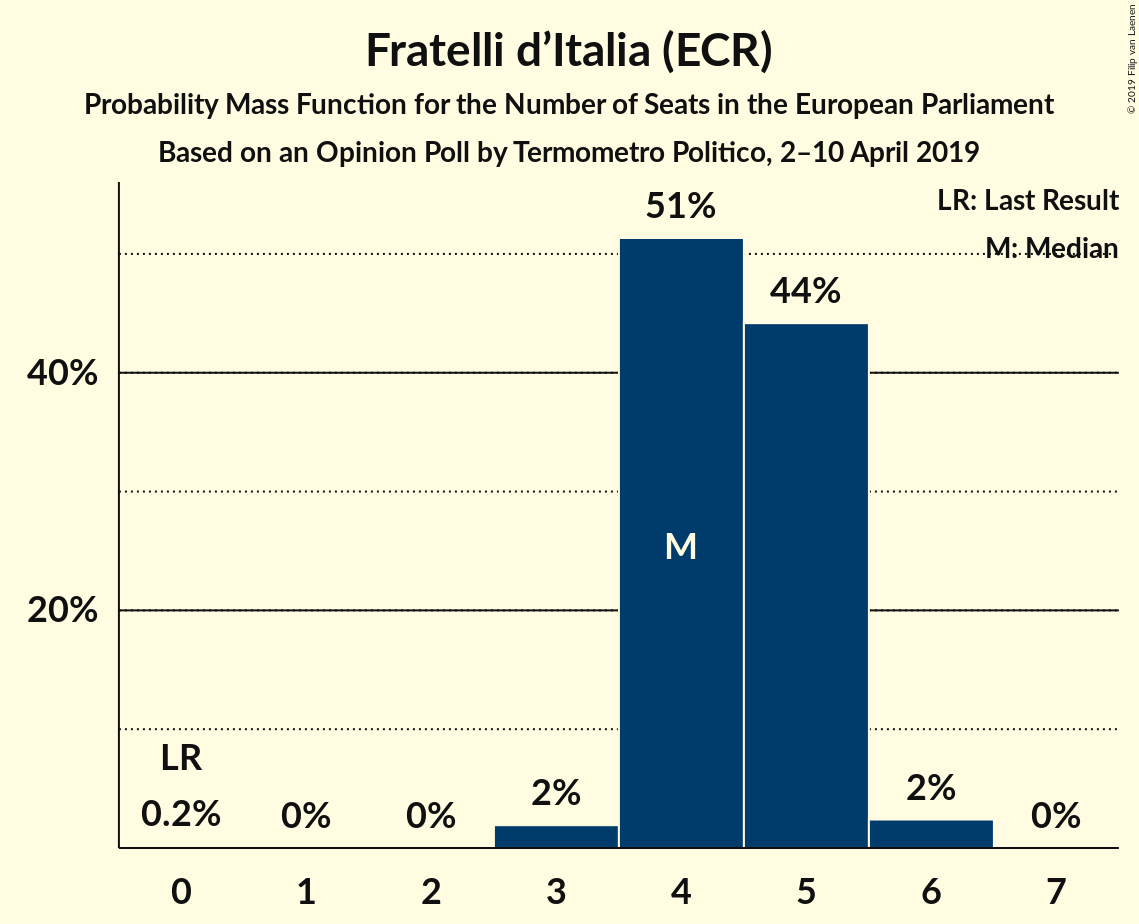 Fratelli d’Italia (ECR)
Probability Mass Function for the Number of Seats in the European Parliament
Based on an Opinion Poll by Termometro Politico, 2–10 April 2019
© 2019 Filip van Laenen
LR: Last Result
M: Median
51%
44%
40%
M
20%
LR
0.2%
0%
0%
2%
2%
0%
0 1 2 3 4 5 6 7